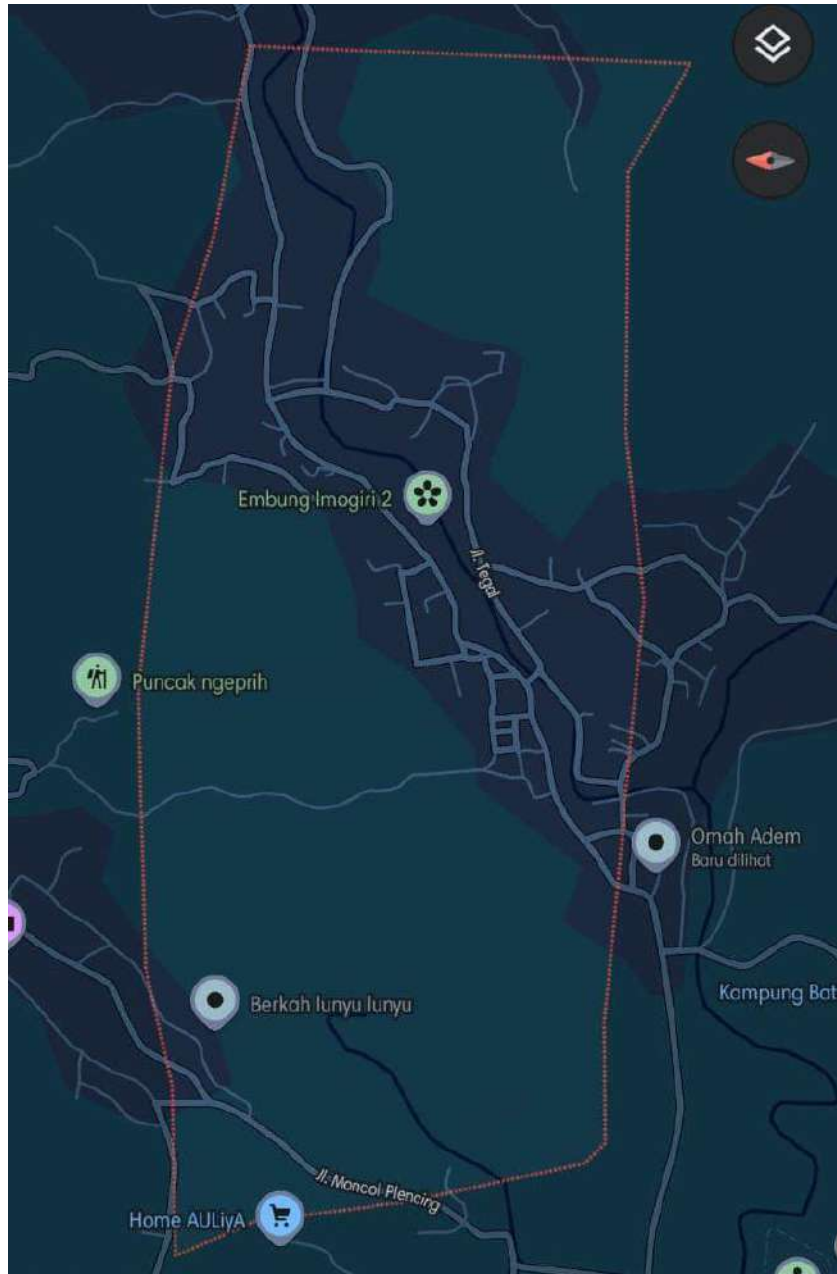 Embung Imogiri 2
Jl. Tegal
Puncak ngeprih
Omah Adem
Baru dilihat
Berkah lunyu lunyu
Kampung Bat
Jl. Moncol Plencing
Home AULiyA